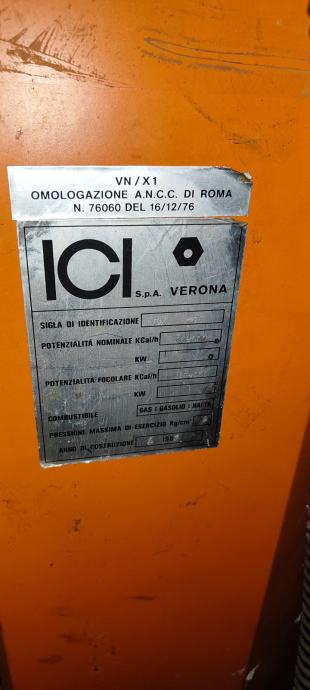 VN/X1
OMOLOGAZIONE A.N.C.C. DI ROMA
N. 76060 DEL 16/12/76
ICI S.p.A. VERONA
SIGLA DI IDENTIFICAZIONE
POTENZIALITÀ NOMINALE KCal/h
KW
POTENZIALITÀ FOCOLARE KCal/h
KW
COMBUSTIBILE GAS GASOLIO NAFTA
PRESSIONE MASSIMA DI ESERCIZIO Kg/cm²
ANNO DI COSTRUZIONE